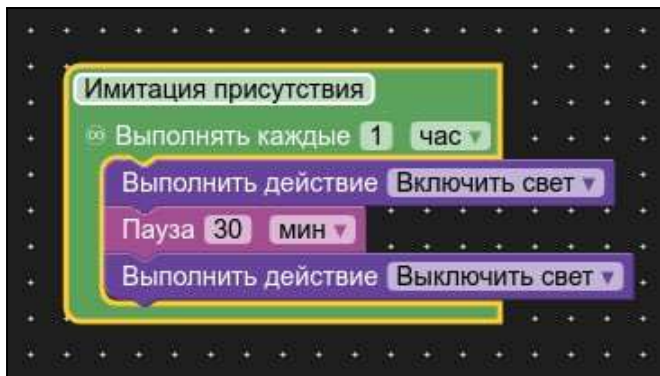 Имитация присутствия
Выполнять каждые 1 час
Выполнить действие Включить свет
Пауза 30 мин
Выполнить действие Выключить свет